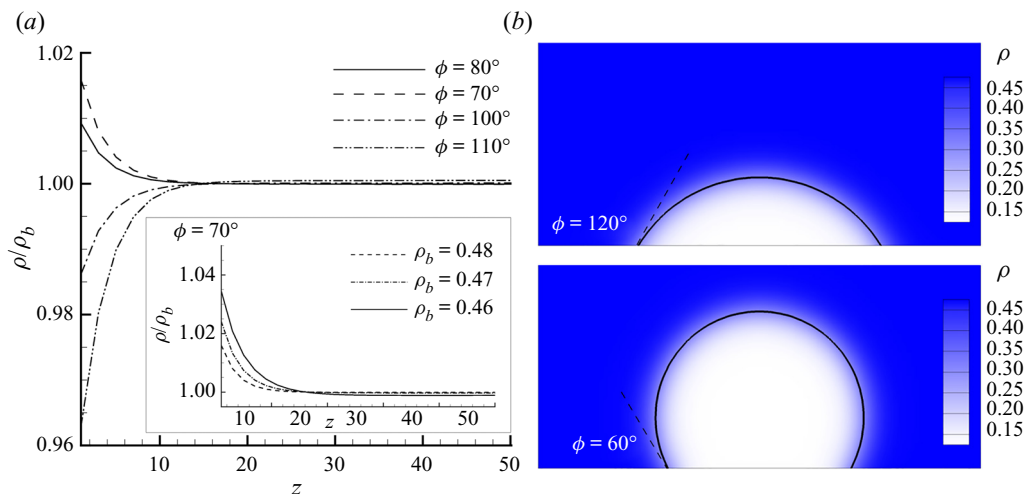 (a)
(b)
1.02
1.00
0.98
0.96
ρ/ρb
ϕ = 80°
ϕ = 70°
ϕ = 100°
ϕ = 110°
ϕ = 70°
1.04
1.02
1.00
ρ/ρb
ρb = 0.48
ρb = 0.47
ρb = 0.46
10 20 30 40 50
z
10 20 30 40 50
z
ρ
0.45
0.40
0.35
0.30
0.25
0.20
0.15
ϕ = 120°
ρ
0.45
0.40
0.35
0.30
0.25
0.20
0.15
ϕ = 60°